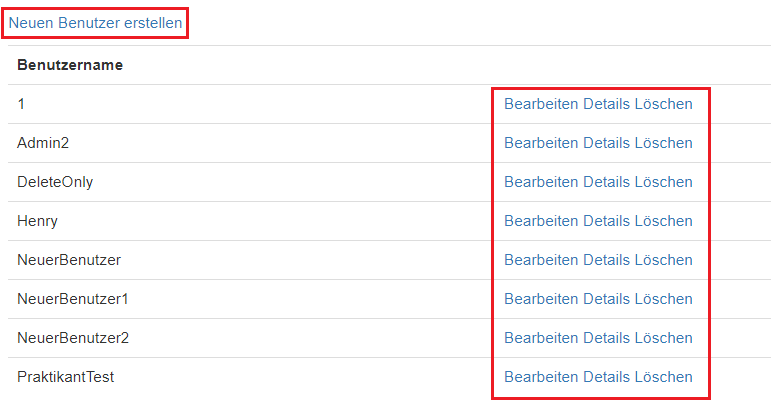 Neuen Benutzer erstellen
Benutzername
1 Bearbeiten Details Löschen
Admin2 Bearbeiten Details Löschen
DeleteOnly Bearbeiten Details Löschen
Henry Bearbeiten Details Löschen
NeuerBenutzer Bearbeiten Details Löschen
NeuerBenutzer1 Bearbeiten Details Löschen
NeuerBenutzer2 Bearbeiten Details Löschen
PraktikantTest Bearbeiten Details Löschen